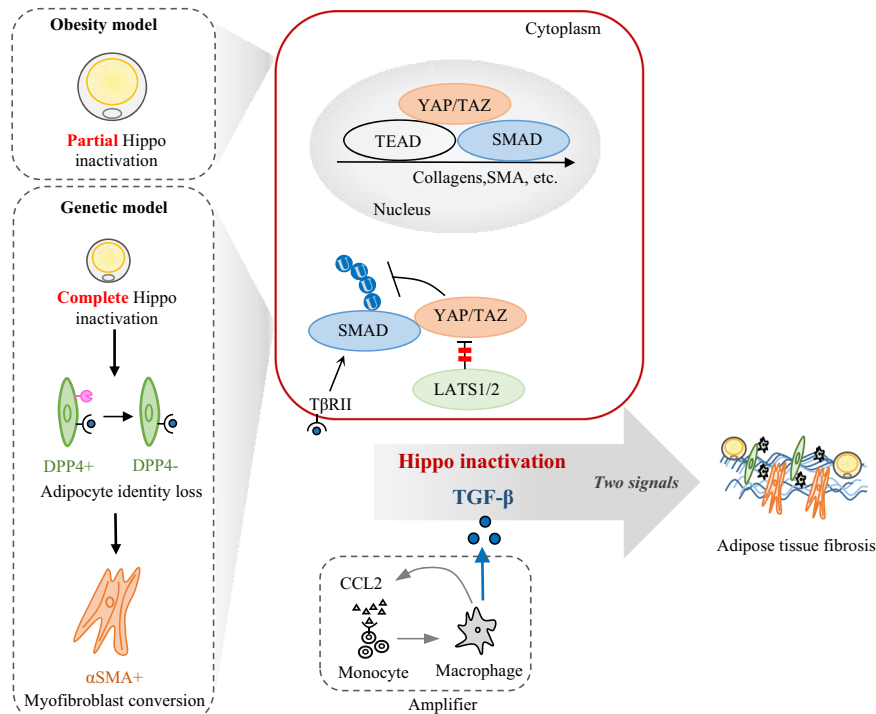 Obesity model
Partial Hippo
inactivation
Genetic model
Complete Hippo
inactivation
DPP4+
DPP4-
Adipocyte identity loss
αSMA+
Myofibroblast conversion
Cytoplasm
YAP/TAZ
TEAD
SMAD
Collagens,SMA, etc.
Nucleus
YAP/TAZ
SMAD
LATS1/2
TβRII
Hippo inactivation
TGF-β
Two signals
CCL2
Monocyte
Macrophage
Amplifier
Adipose tissue fibrosis